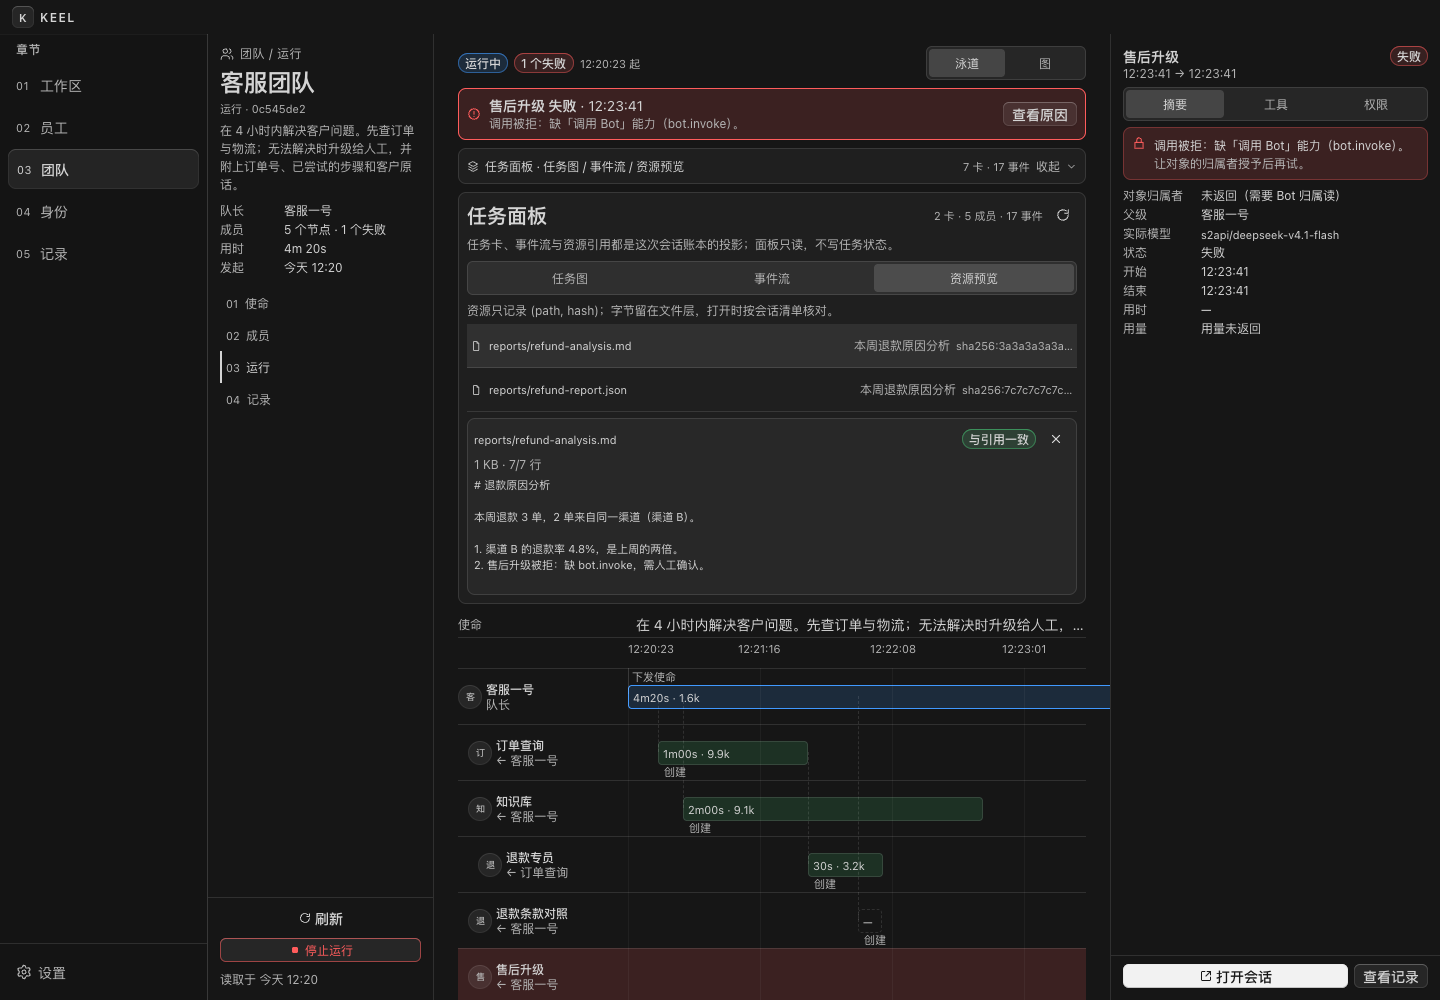 K KEEL
章节
01 工作区
02 员工
03 团队
04 身份
05 记录
设置
团队 / 运行
客服团队
运行 · 0c545de2
在 4 小时内解决客户问题。先查订单
与物流；无法解决时升级给人工，并
附上订单号、已尝试的步骤和客户原
话。
队长 客服一号
成员 5 个节点 · 1 个失败
用时 4m 20s
发起 今天 12:20
01 使命
02 成员
03 运行
04 记录
刷新
停止运行
读取于 今天 12:20
运行中 1 个失败 12:20:23 起
泳道 图
售后升级 失败 · 12:23:41
调用被拒：缺「调用 Bot」能力（bot.invoke）。
查看原因
任务面板 · 任务图 / 事件流 / 资源预览
7 卡 · 17 事件 收起
任务面板
2 卡 · 5 成员 · 17 事件
任务卡、事件流与资源引用都是这次会话账本的投影；面板只读，不写任务状态。
任务图 事件流 资源预览
资源只记录 (path, hash)；字节留在文件层，打开时按会话清单核对。
reports/refund-analysis.md 本周退款原因分析 sha256:3a3a3a3a3a...
reports/refund-report.json 本周退款原因分析 sha256:7c7c7c7c7c...
reports/refund-analysis.md 与引用一致
1 KB · 7/7 行
# 退款原因分析
本周退款 3 单，2 单来自同一渠道（渠道 B）。
1. 渠道 B 的退款率 4.8%，是上周的两倍。
2. 售后升级被拒：缺 bot.invoke，需人工确认。
使命 在 4 小时内解决客户问题。先查订单与物流；无法解决时升级给人工，...
12:20:23 12:21:16 12:22:08 12:23:01
下发使命
客 客服一号
队长
4m20s · 1.6k
订 订单查询
← 客服一号
1m00s · 9.9k
创建
知 知识库
← 客服一号
2m00s · 9.1k
创建
退 退款专员
← 订单查询
30s · 3.2k
创建
退 退款条款对照
← 客服一号
—
创建
售 售后升级
← 客服一号
售后升级 失败
12:23:41 → 12:23:41
摘要 工具 权限
调用被拒：缺「调用 Bot」能力（bot.invoke）。
让对象的归属者授予后再试。
对象归属者 未返回（需要 Bot 归属读）
父级 客服一号
实际模型 s2api/deepseek-v4.1-flash
状态 失败
开始 12:23:41
结束 12:23:41
用时 —
用量 用量未返回
打开会话 查看记录